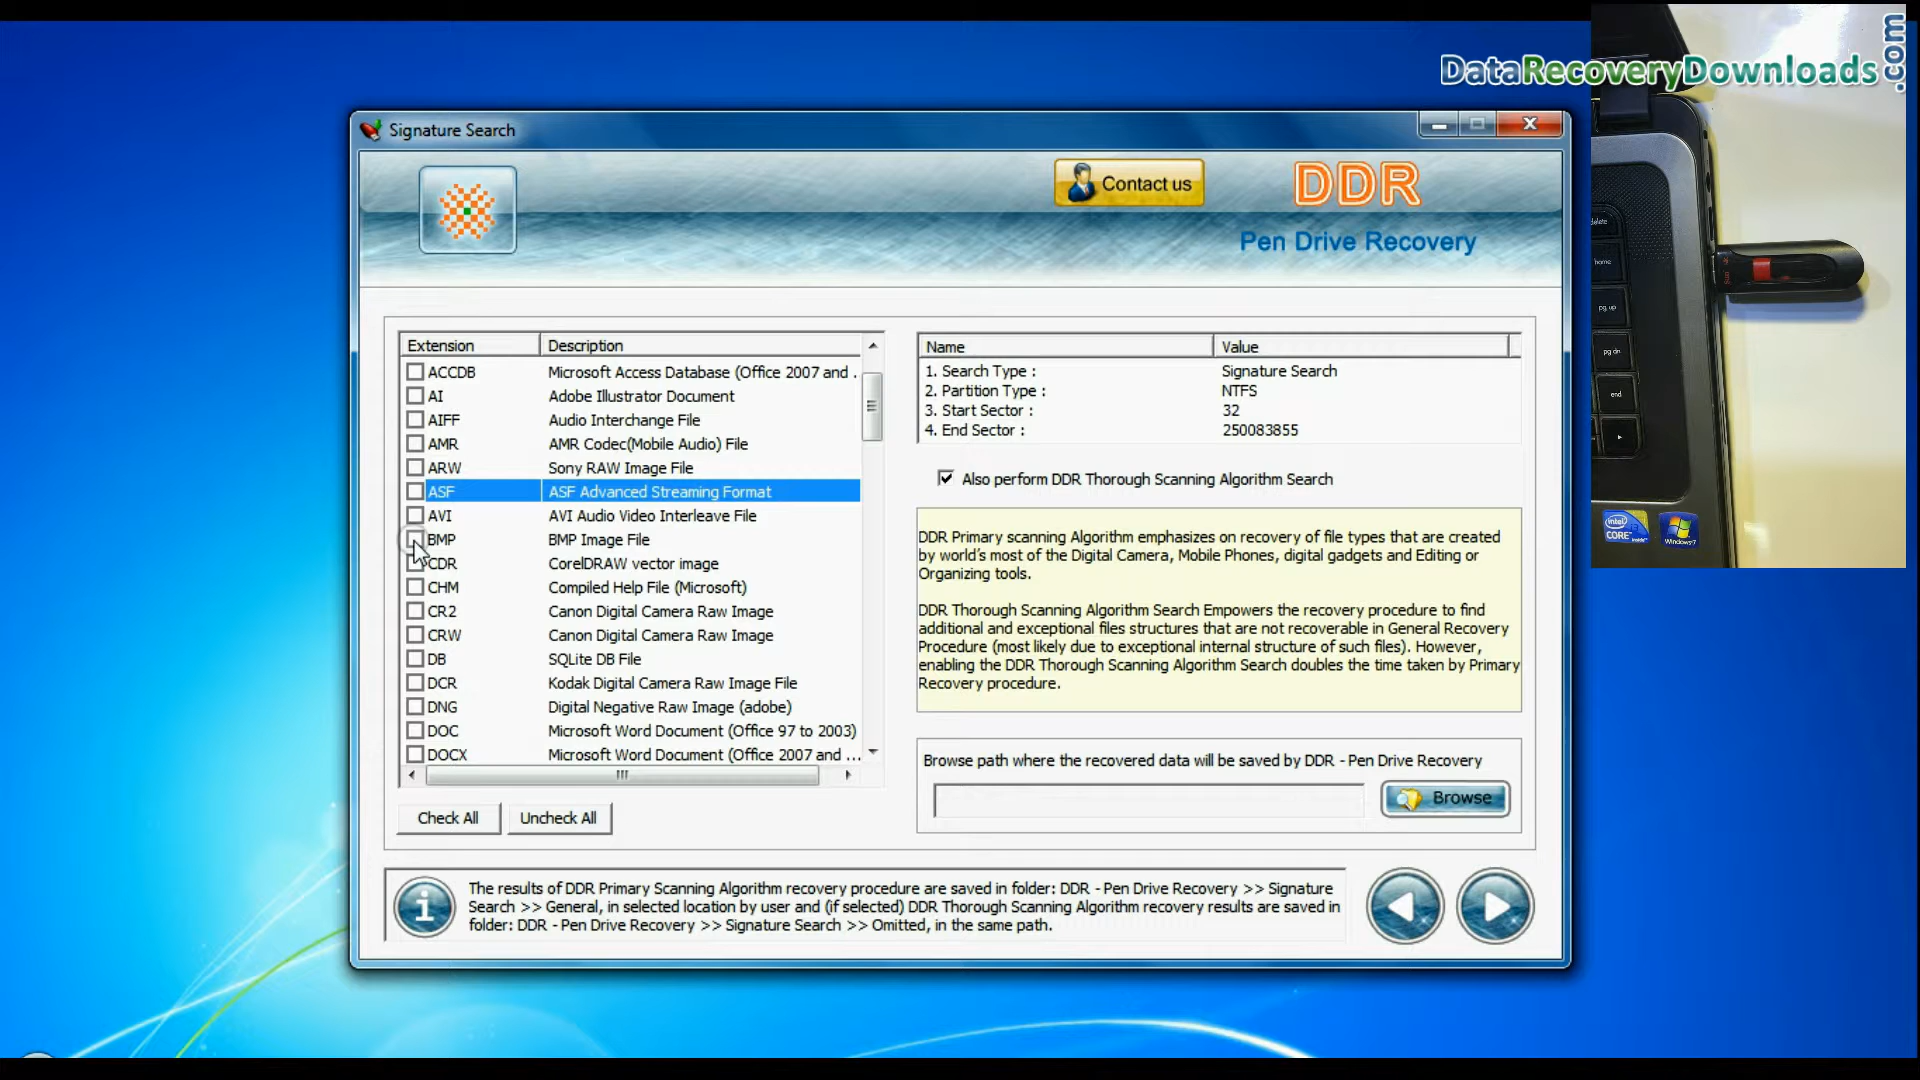 DataRecoveryDownloads.com
Signature Search
Contact us
DDR
Pen Drive Recovery
Extension Description
ACCDB Microsoft Access Database (Office 2007 and .
AI Adobe Illustrator Document
AIFF Audio Interchange File
AMR AMR Codec(Mobile Audio) File
ARW Sony RAW Image File
ASF ASF Advanced Streaming Format
AVI AVI Audio Video Interleave File
BMP BMP Image File
CDR CorelDRAW vector image
CHM Compiled Help File (Microsoft)
CR2 Canon Digital Camera Raw Image
CRW Canon Digital Camera Raw Image
DB SQLite DB File
DCR Kodak Digital Camera Raw Image File
DNG Digital Negative Raw Image (adobe)
DOC Microsoft Word Document (Office 97 to 2003)
DOCX Microsoft Word Document (Office 2007 and ...
Check All Uncheck All
Name Value
1. Search Type : Signature Search
2. Partition Type : NTFS
3. Start Sector : 32
4. End Sector : 250083855
Also perform DDR Thorough Scanning Algorithm Search
DDR Primary scanning Algorithm emphasizes on recovery of file types that are created
by world's most of the Digital Camera, Mobile Phones, digital gadgets and Editing or
Organizing tools.
DDR Thorough Scanning Algorithm Search Empowers the recovery procedure to find
additional and exceptional files structures that are not recoverable in General Recovery
Procedure (most likely due to exceptional internal structure of such files). However,
enabling the DDR Thorough Scanning Algorithm Search doubles the time taken by Primary
Recovery procedure.
Browse path where the recovered data will be saved by DDR - Pen Drive Recovery
Browse
The results of DDR Primary Scanning Algorithm recovery procedure are saved in folder: DDR - Pen Drive Recovery >> Signature
Search >> General, in selected location by user and (if selected) DDR Thorough Scanning Algorithm recovery results are saved in
folder: DDR - Pen Drive Recovery >> Signature Search >> Omitted, in the same path.
delete
home
pg up
pg dn
end
intel
CORE
inside
Windows 7